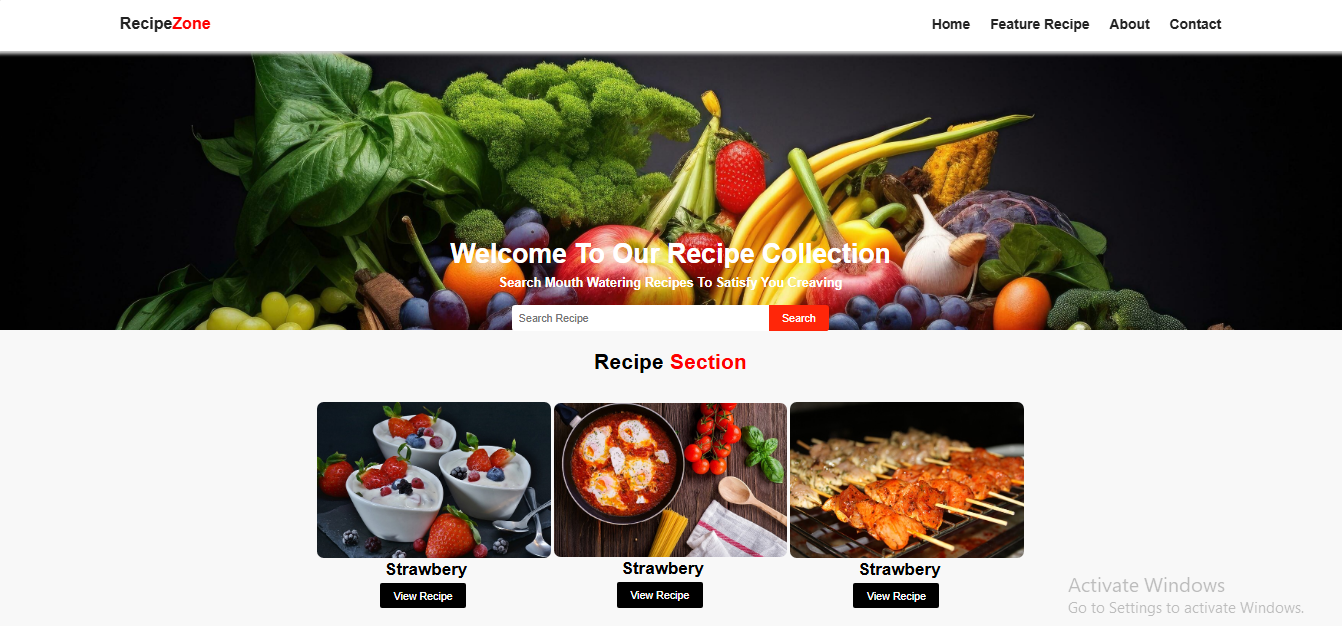 RecipeZone
Home Feature Recipe About Contact
Welcome To Our Recipe Collection
Search Mouth Watering Recipes To Satisfy You Creaving
Search Recipe Search
Recipe Section
Strawbery Strawbery Strawbery
View Recipe View Recipe View Recipe
Activate Windows
Go to Settings to activate Windows.